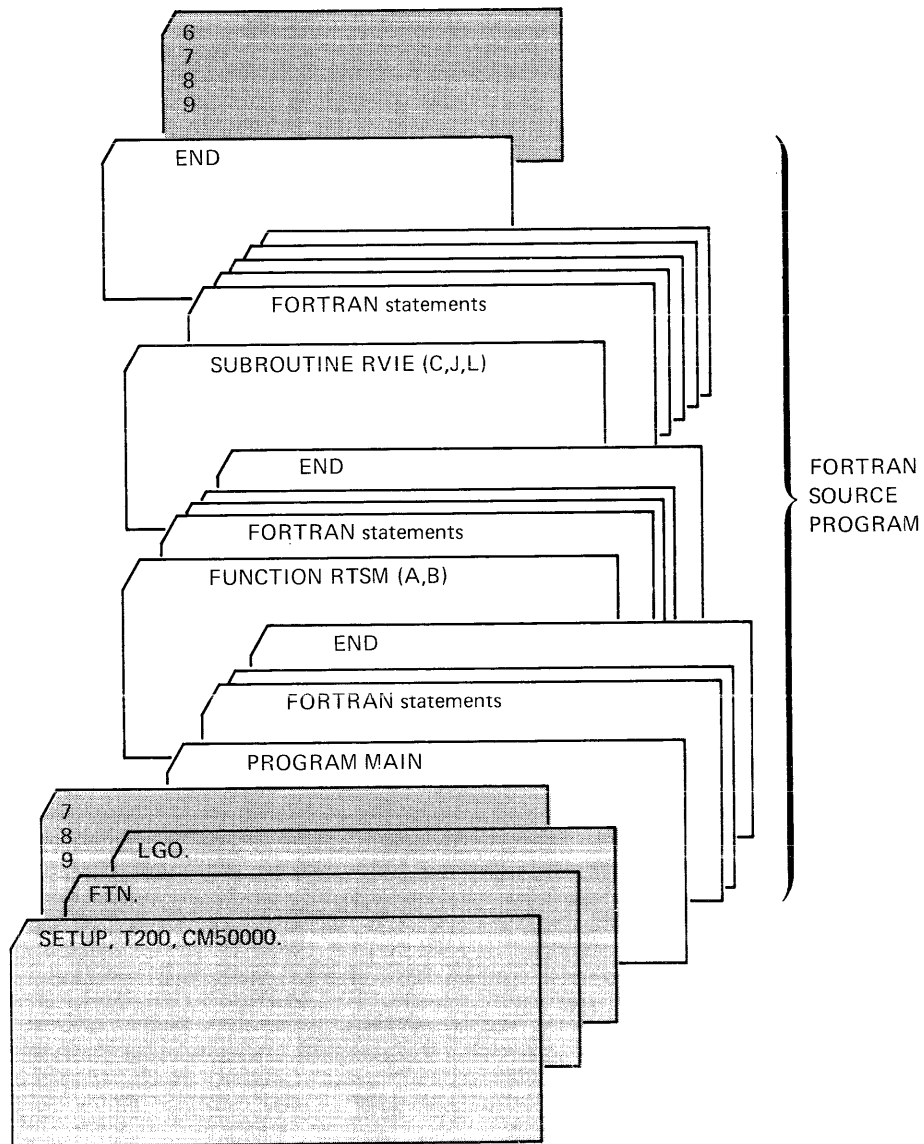 6
7
8
9
END
FORTRAN statements
SUBROUTINE RVIE (C,J,L)
END
FORTRAN statements
FUNCTION RTSM (A,B)
END
FORTRAN statements
PROGRAM MAIN
7
8
9
LGO.
FTN.
SETUP, T200, CM50000.
FORTRAN
SOURCE
PROGRAM